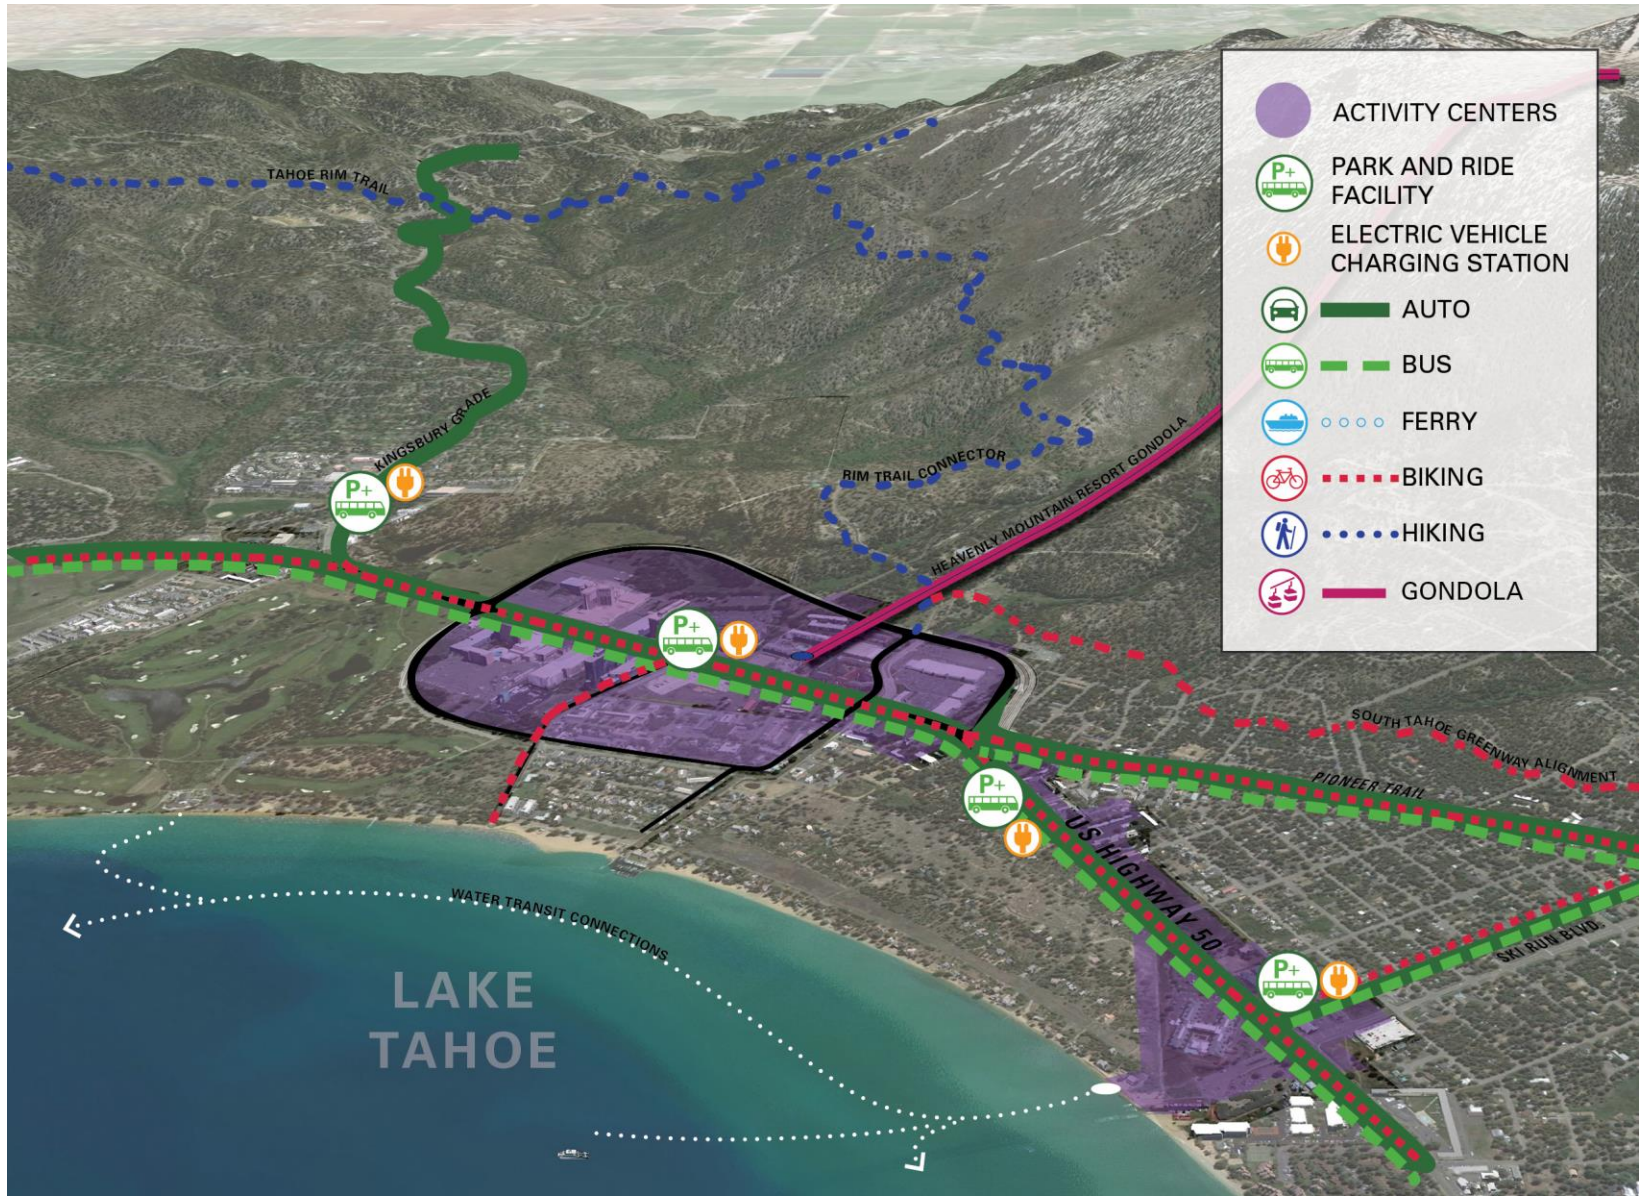 ACTIVITY CENTERS
P+
PARK AND RIDE
FACILITY
ELECTRIC VEHICLE
CHARGING STATION
AUTO
BUS
FERRY
BIKING
HIKING
GONDOLA
TAHOE RIM TRAIL
KINGSBURY GRADE
P+
RIM TRAIL CONNECTOR
HEAVENLY MOUNTAIN RESORT GONDOLA
P+
SOUTH TAHOE GREENWAY ALIGNMENT
PIONEER TRAIL
P+
US HIGHWAY 50
WATER TRANSIT CONNECTIONS
SKI RUN BLVD.
P+
LAKE
TAHOE